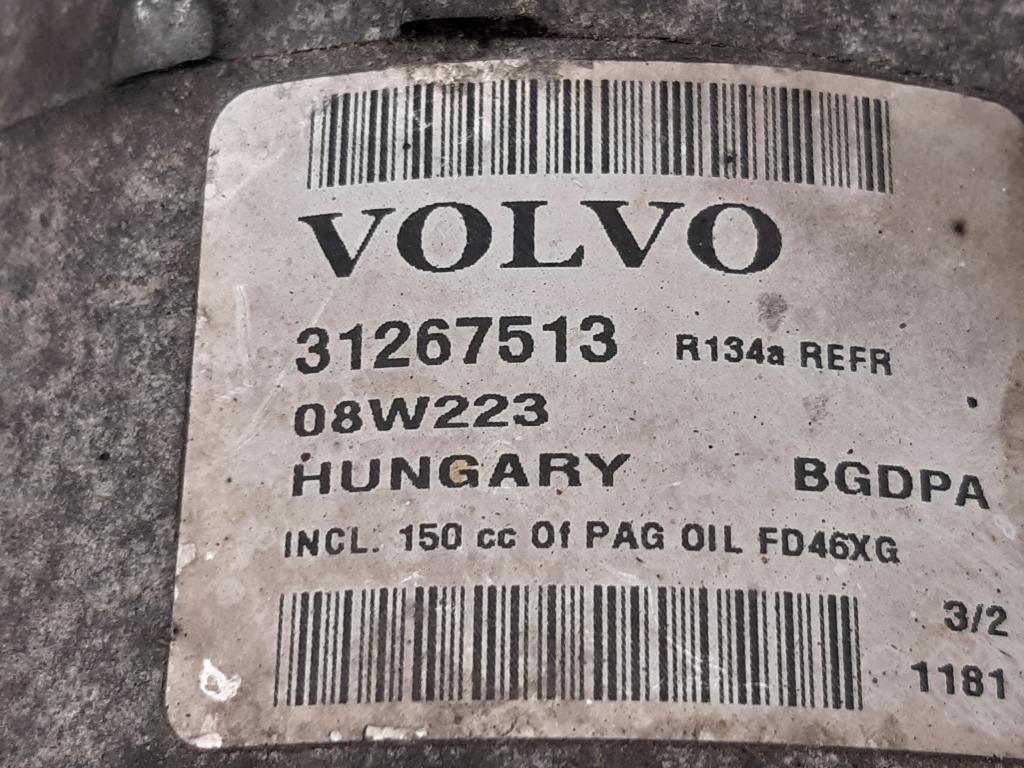 VOLVO
31267513 R134a REFR
08W223
HUNGARY BGDPA
INCL. 150 cc Of PAG OIL FD46XG
3/2
1181